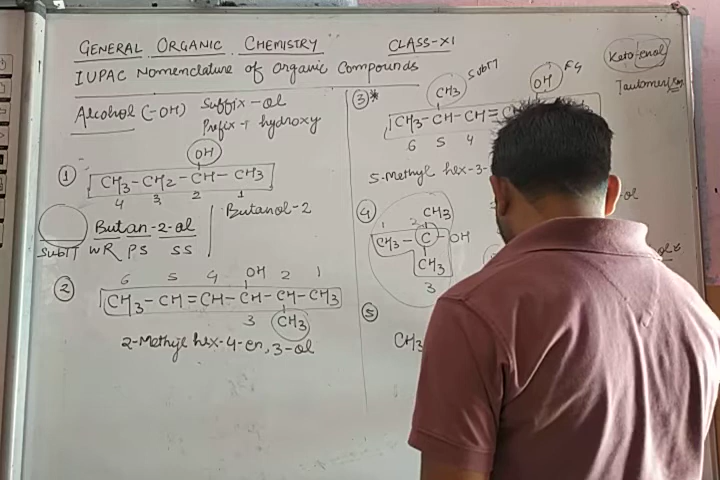 GENERAL ORGANIC CHEMISTRY CLASS-XI
IUPAC Nomenclature of Organic Compounds
Alcohol (-OH) Suffix - ol
Prefix → hydroxy
①
OH
CH3-CH2-CH-CH3
4 3 2 1
Butan-2-ol
Butanol-2
WR PS SS
②
6 5 4 OH 2 1
CH3-CH=CH-CH-CH-CH3
3 CH3
2-Methyl hex-4-en, 3-ol
③*
CH3
OH FG
CH3-CH-CH=
6 5 4
5-Methyl hex-3-
-ol
④
CH3
1 2
CH3-C-OH
CH3
3
⑤
CH3
Keto-enol